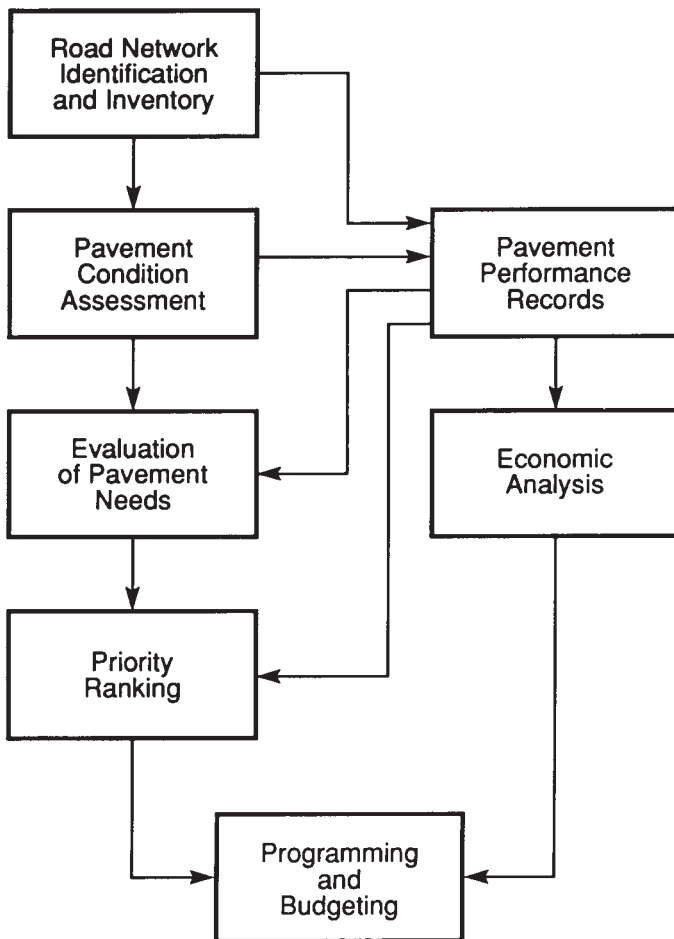 Road Network
Identification
and Inventory
Pavement
Condition
Assessment
Pavement
Performance
Records
Evaluation
of Pavement
Needs
Economic
Analysis
Priority
Ranking
Programming
and
Budgeting